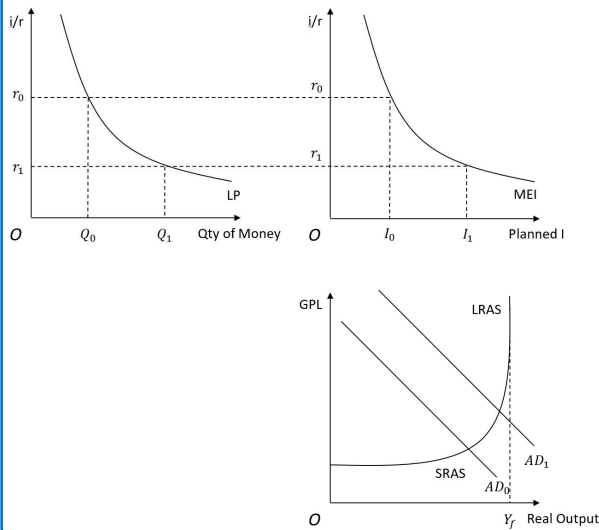 i/r
r₀
r₁
LP
O
Q₀
Q₁
Qty of Money
i/r
r₀
r₁
MEI
O
I₀
I₁
Planned I
GPL
LRAS
SRAS
AD₁
AD₀
O
Y_f
Real Output